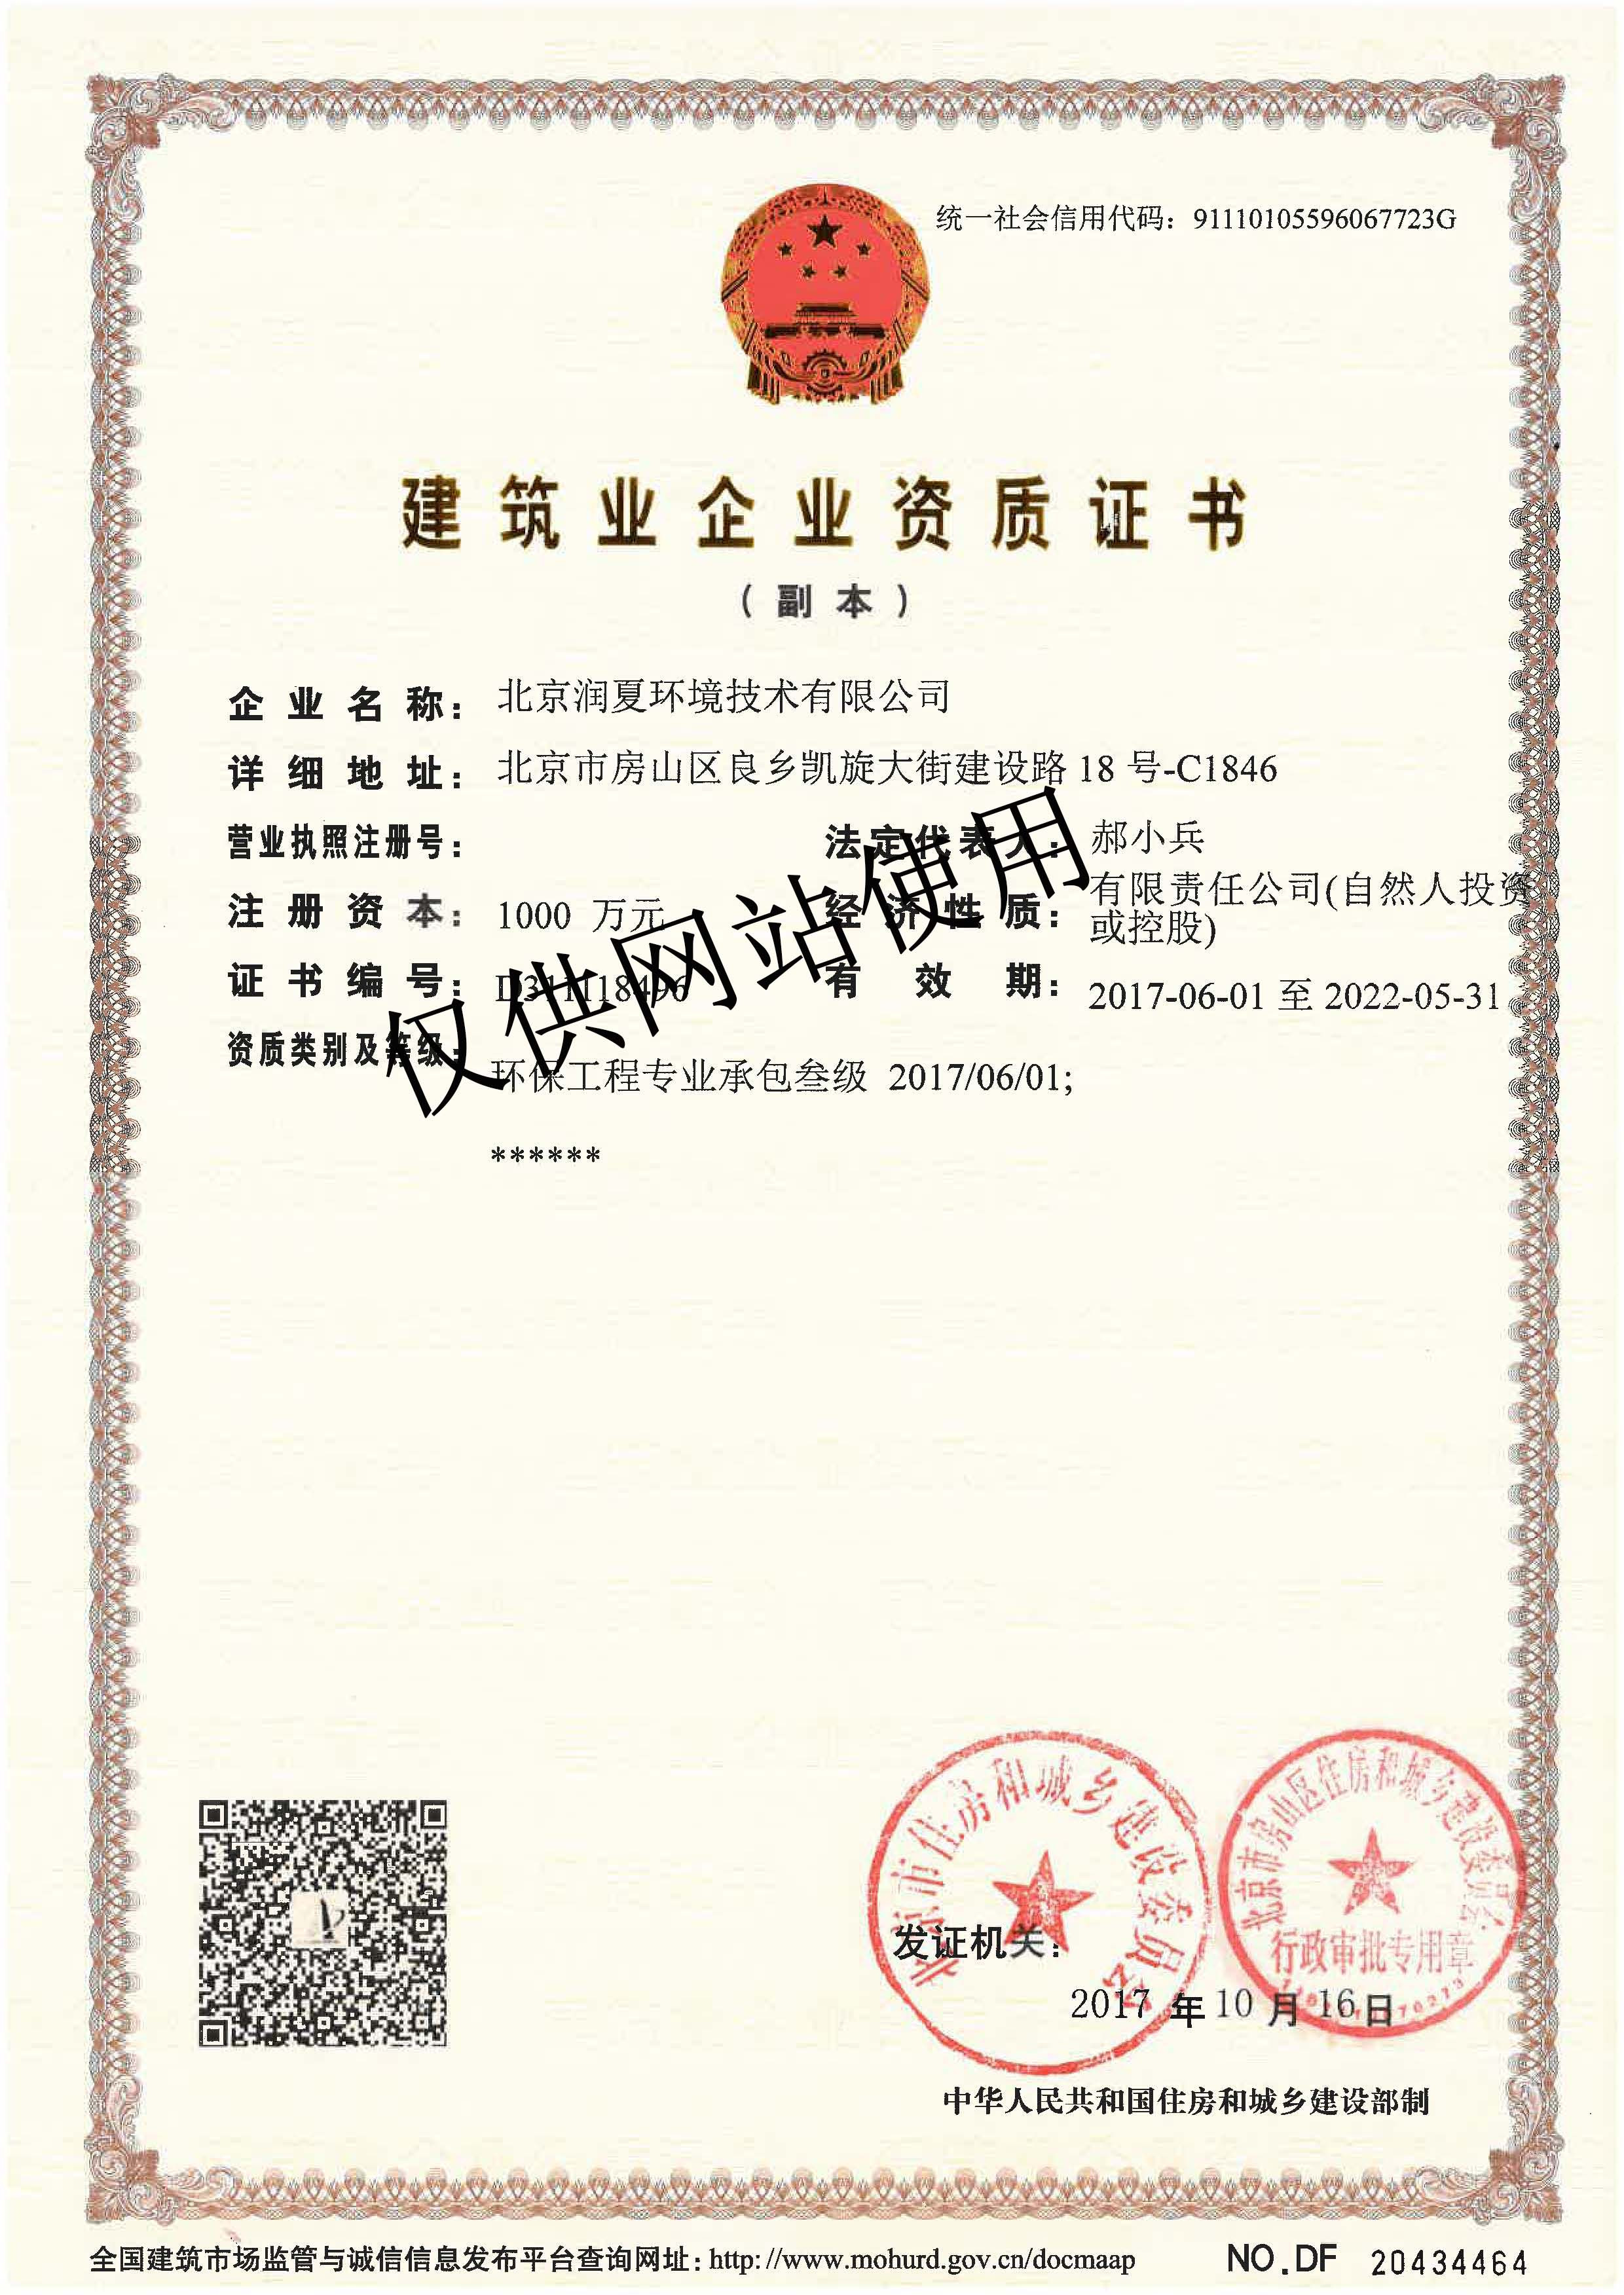 统一社会信用代码：91110105596067723G
建筑业企业资质证书
（副本）
企业名称：北京润夏环境技术有限公司
详细地址：北京市房山区良乡凯旋大街建设路 18 号-C1846
营业执照注册号： 法定代表人：郝小兵
注册资本：1000 万元 经济性质：有限责任公司(自然人投资
或控股)
证书编号：D311118496 有效期：2017-06-01 至 2022-05-31
资质类别及等级：
环保工程专业承包叁级 2017/06/01;
******
仅供网站使用
北京市住房和城乡建设委员会
北京市房山区住房和城乡建设委员会
行政审批专用章
发证机关：
2017 年 10 月 16 日
中华人民共和国住房和城乡建设部制
全国建筑市场监管与诚信信息发布平台查询网址：http://www.mohurd.gov.cn/docmaap
NO.DF 20434464